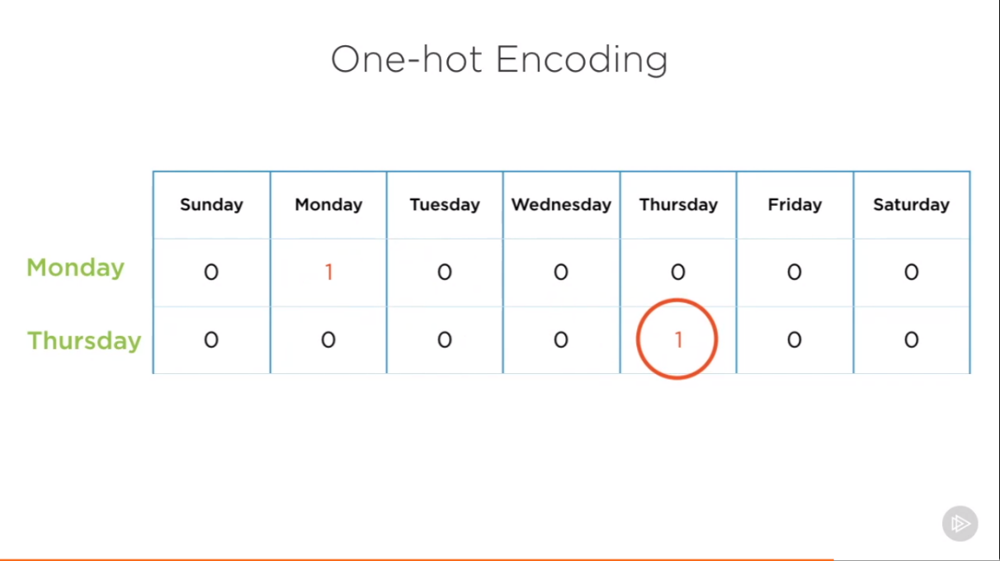 One-hot Encoding
Sunday Monday Tuesday Wednesday Thursday Friday Saturday
Monday 0 1 0 0 0 0 0
Thursday 0 0 0 0 1 0 0